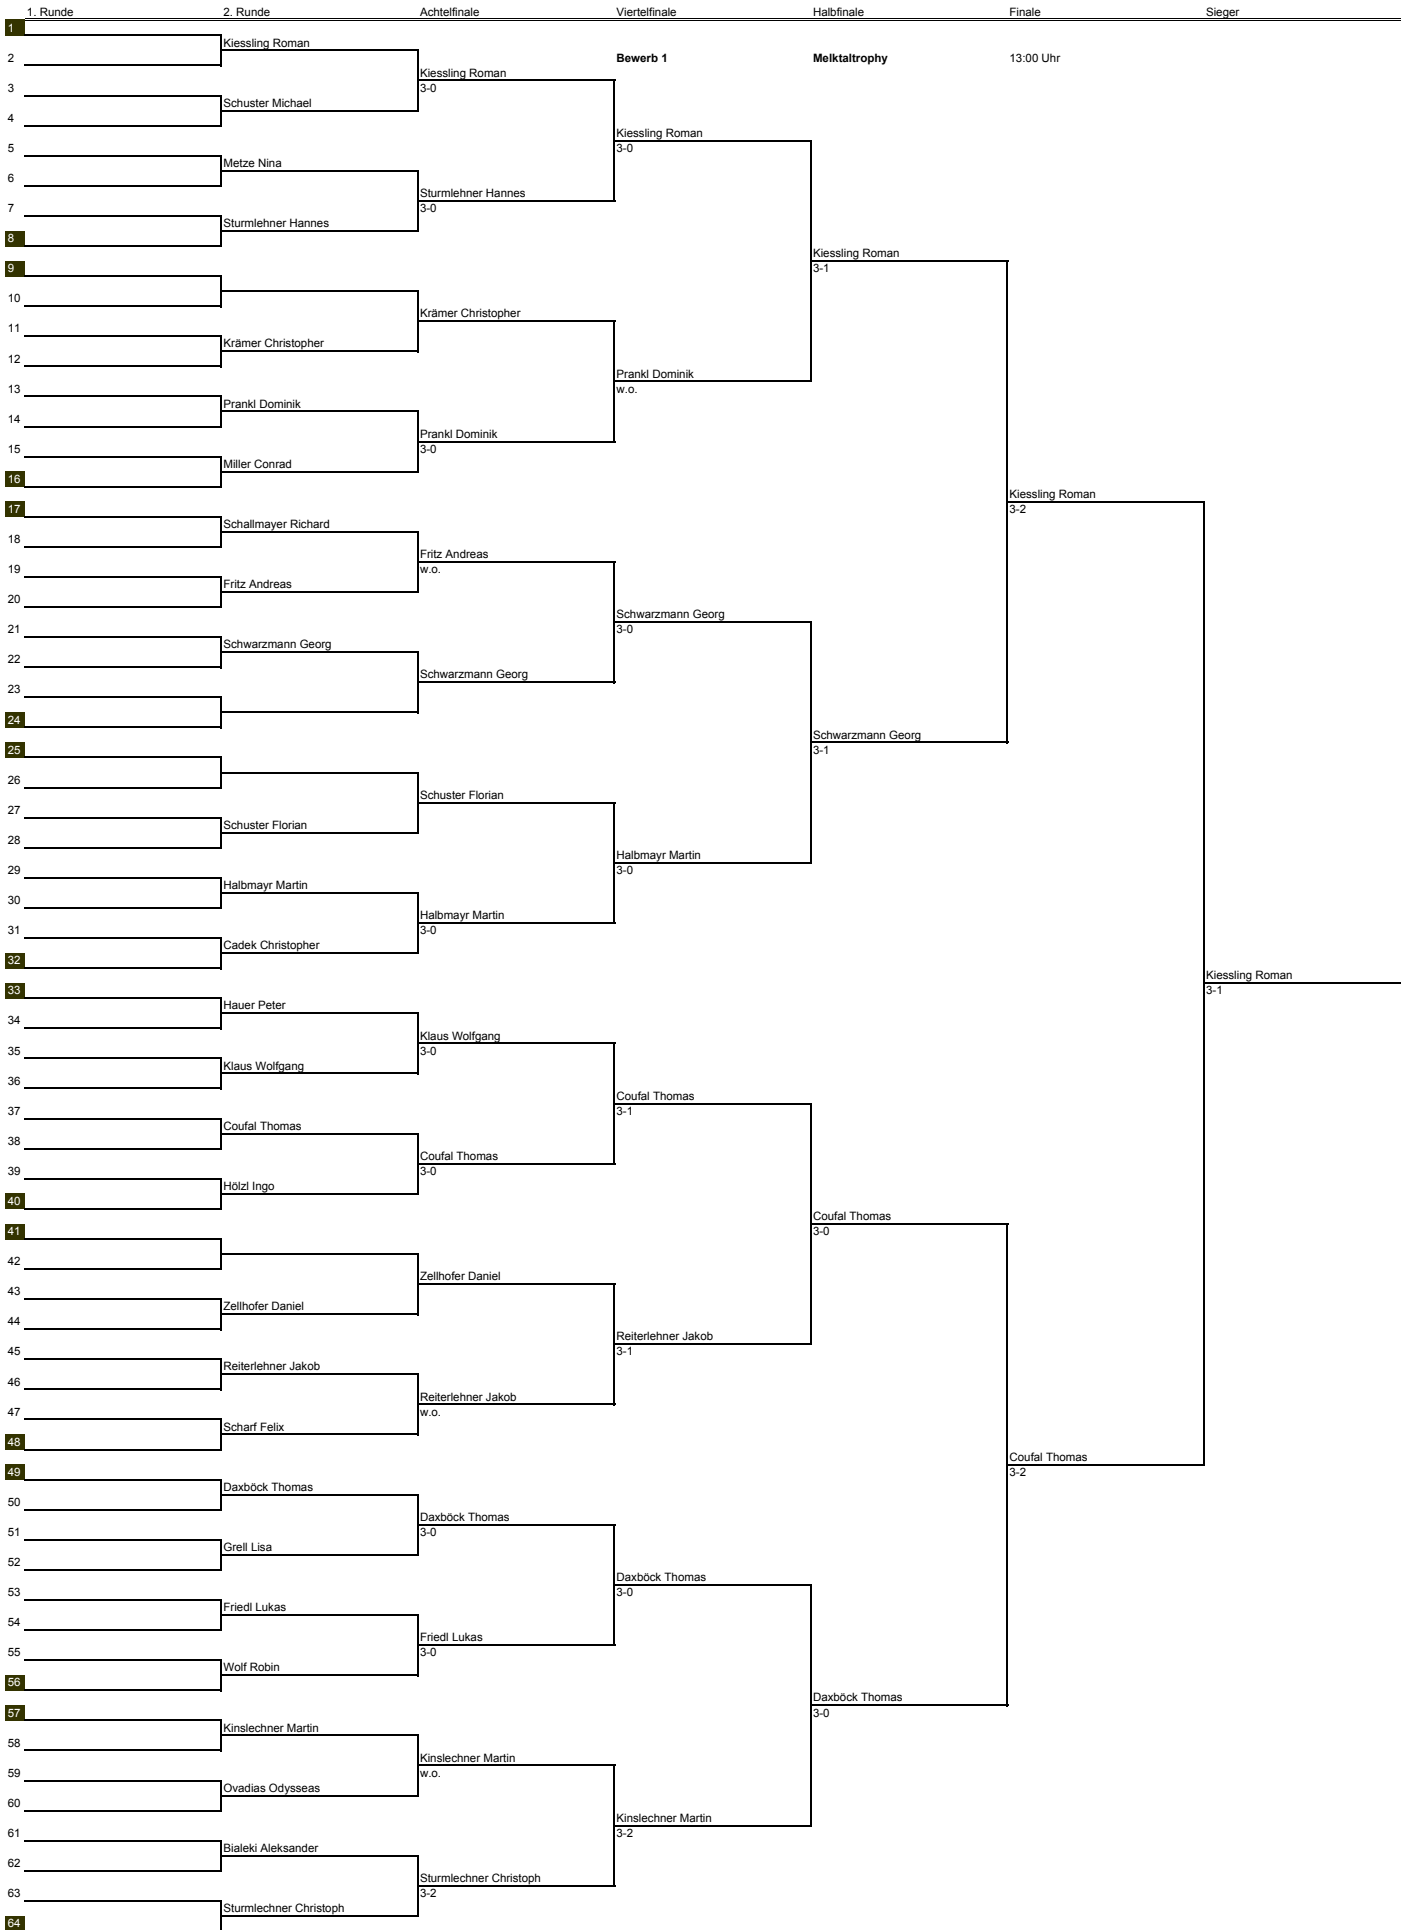 1. Runde 2. Runde Achtelfinale Viertelfinale Halbfinale Finale Sieger
1
Kiessling Roman
2 Bewerb 1 Melktaltrophy 13:00 Uhr
Kiessling Roman
3 3-0
Schuster Michael
4
Kiessling Roman
5 3-0
Metze Nina
6
Sturmlehner Hannes
7 3-0
Sturmlehner Hannes
8
Kiessling Roman
9 3-1
10
Krämer Christopher
11
Krämer Christopher
12
Prankl Dominik
13 w.o.
Prankl Dominik
14
Prankl Dominik
15 3-0
Miller Conrad
16
Kiessling Roman
17 3-2
Schallmayer Richard
18
Fritz Andreas
19 w.o.
Fritz Andreas
20
Schwarzmann Georg
21 3-0
Schwarzmann Georg
22
Schwarzmann Georg
23
24
Schwarzmann Georg
25 3-1
26
Schuster Florian
27
Schuster Florian
28
Halbmayr Martin
29 3-0
Halbmayr Martin
30
Halbmayr Martin
31 3-0
Cadek Christopher
32
Kiessling Roman
33 3-1
Hauer Peter
34
Klaus Wolfgang
35 3-0
Klaus Wolfgang
36
Coufal Thomas
37 3-1
Coufal Thomas
38
Coufal Thomas
39 3-0
Hölzl Ingo
40
Coufal Thomas
41 3-0
42
Zellhofer Daniel
43
Zellhofer Daniel
44
Reiterlehner Jakob
45 3-1
Reiterlehner Jakob
46
Reiterlehner Jakob
47 w.o.
Scharf Felix
48
Coufal Thomas
49 3-2
Daxböck Thomas
50
Daxböck Thomas
51 3-0
Grell Lisa
52
Daxböck Thomas
53 3-0
Friedl Lukas
54
Friedl Lukas
55 3-0
Wolf Robin
56
Daxböck Thomas
57 3-0
Kinslechner Martin
58
Kinslechner Martin
59 w.o.
Ovadias Odysseas
60
Kinslechner Martin
61 3-2
Bialeki Aleksander
62
Sturmlechner Christoph
63 3-2
Sturmlechner Christoph
64